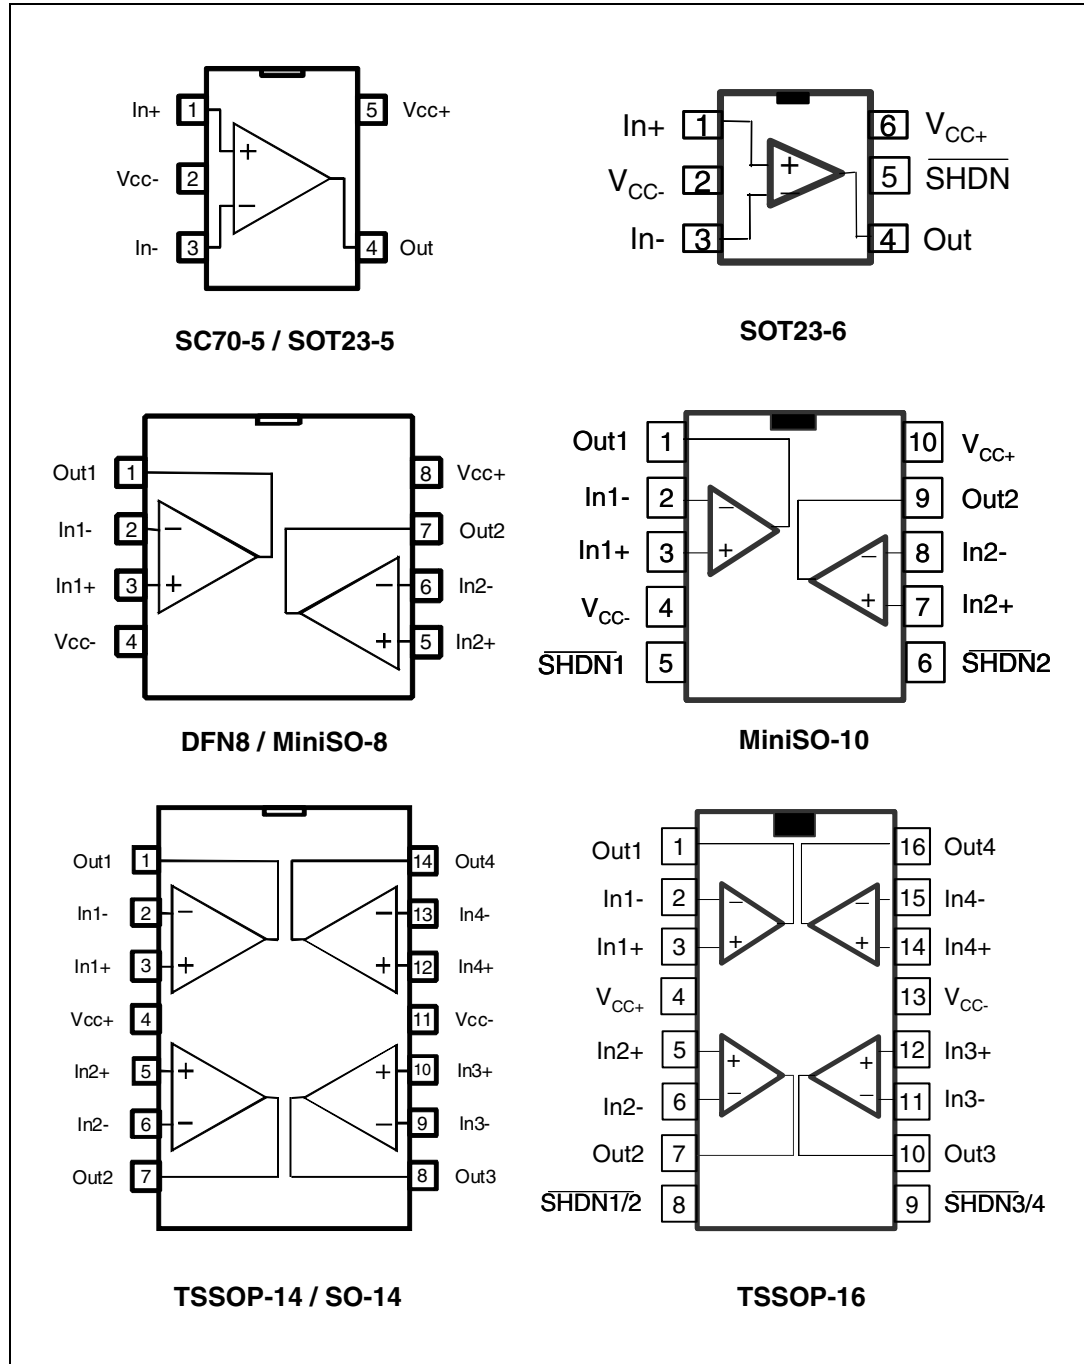 In+ 1 5 Vcc+
Vcc- 2
In- 3 4 Out
SC70-5 / SOT23-5
In+ 1 6 VCC+
VCC- 2 5 SHDN
In- 3 4 Out
SOT23-6
Out1 1 8 Vcc+
In1- 2 7 Out2
In1+ 3 6 In2-
Vcc- 4 5 In2+
DFN8 / MiniSO-8
Out1 1 10 VCC+
In1- 2 9 Out2
In1+ 3 8 In2-
VCC- 4 7 In2+
SHDN1 5 6 SHDN2
MiniSO-10
Out1 1 14 Out4
In1- 2 13 In4-
In1+ 3 12 In4+
Vcc+ 4 11 Vcc-
In2+ 5 10 In3+
In2- 6 9 In3-
Out2 7 8 Out3
TSSOP-14 / SO-14
Out1 1 16 Out4
In1- 2 15 In4-
In1+ 3 14 In4+
VCC+ 4 13 VCC-
In2+ 5 12 In3+
In2- 6 11 In3-
Out2 7 10 Out3
SHDN1/2 8 9 SHDN3/4
TSSOP-16